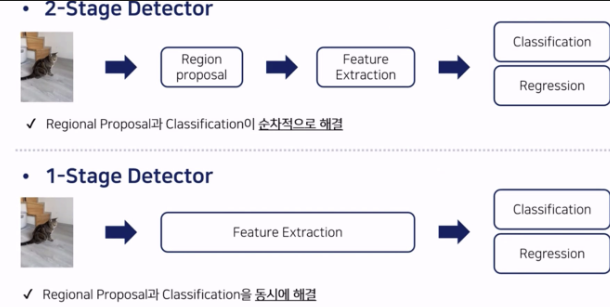 • 2-Stage Detector
Region
proposal
Feature
Extraction
Classification
Regression
✓ Regional Proposal과 Classification이 순차적으로 해결
• 1-Stage Detector
Feature Extraction
Classification
Regression
✓ Regional Proposal과 Classification을 동시에 해결